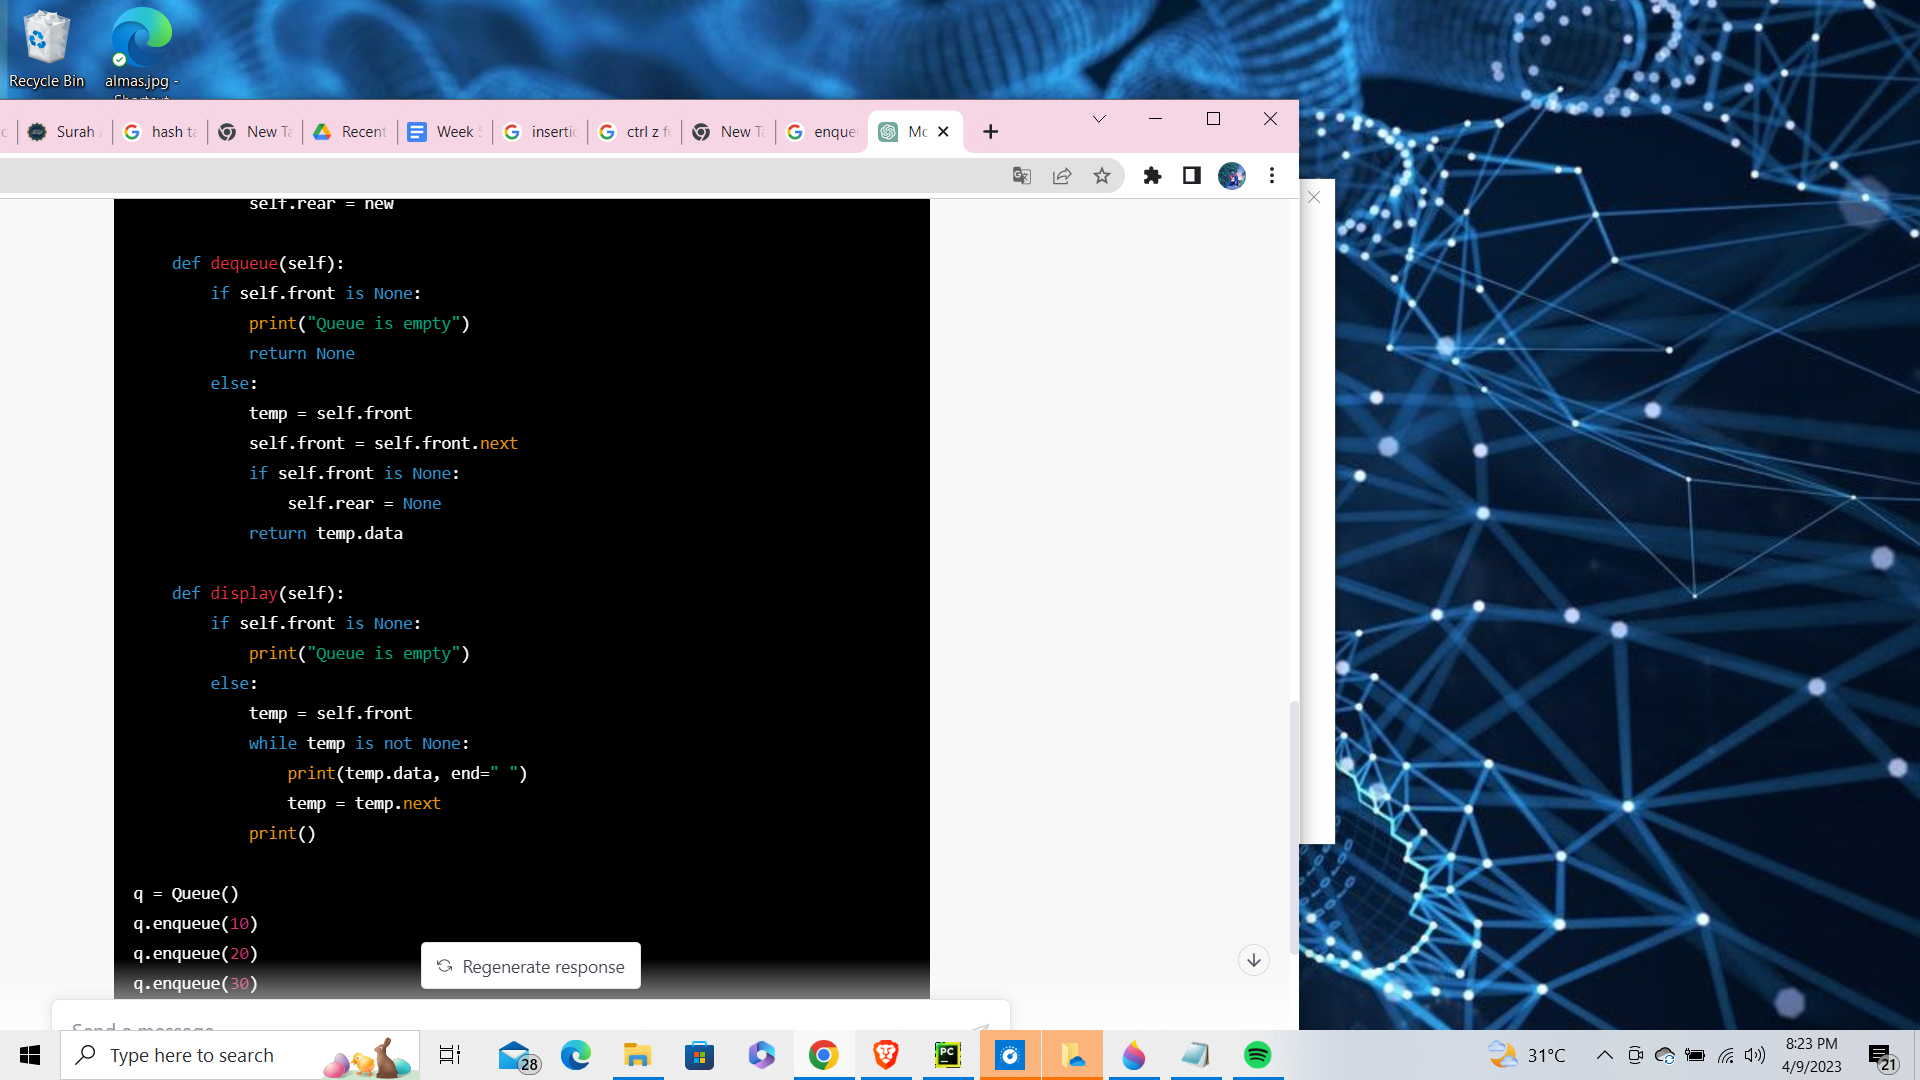 Recycle Bin
almas.jpg -
Surah
hash ta
New Ta
Recent
Week
insertic
ctrl z f
New Ta
enque
Mc
self.rear = new
def dequeue(self):
if self.front is None:
print("Queue is empty")
return None
else:
temp = self.front
self.front = self.front.next
if self.front is None:
self.rear = None
return temp.data
def display(self):
if self.front is None:
print("Queue is empty")
else:
temp = self.front
while temp is not None:
print(temp.data, end=" ")
temp = temp.next
print()
q = Queue()
q.enqueue(10)
q.enqueue(20)
q.enqueue(30)
Regenerate response
Send a message
Type here to search
28
PC
31°C
8:23 PM
4/9/2023
21